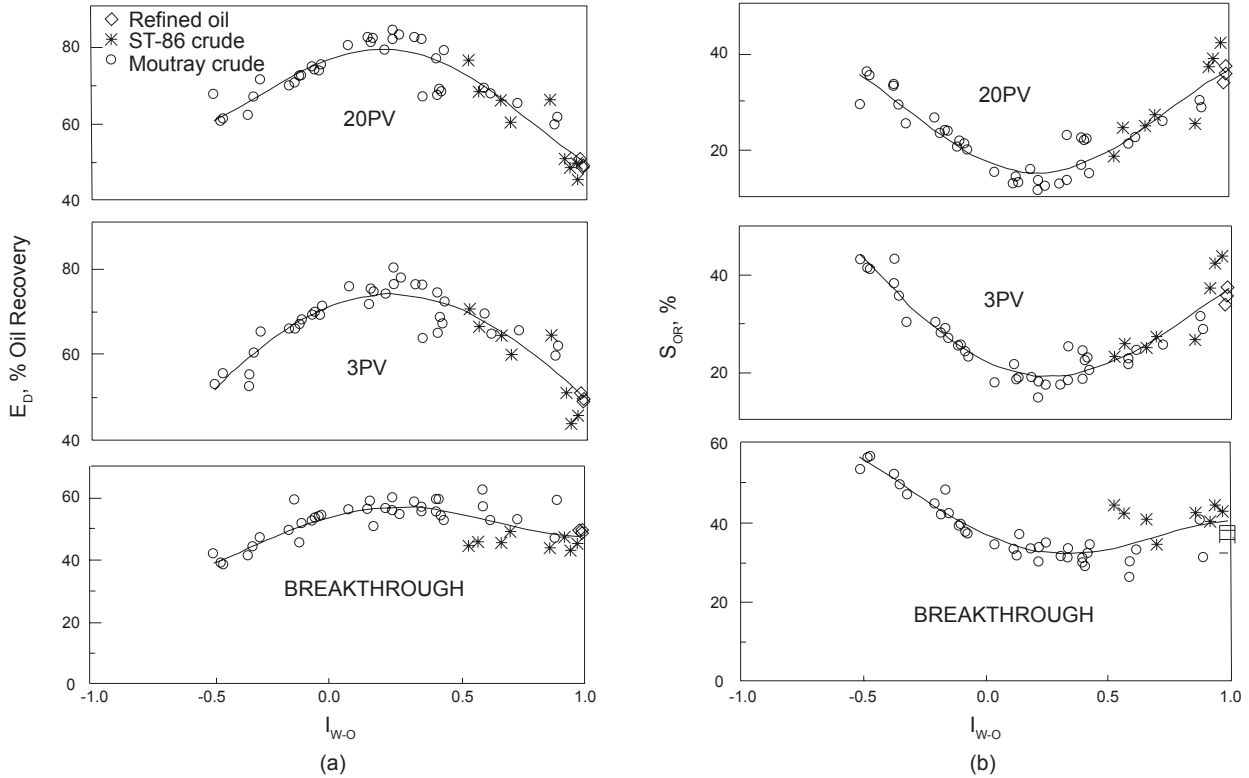 Refined oil
ST-86 crude
Moutray crude
80
60
40
20PV
80
60
40
3PV
60
40
20
0
BREAKTHROUGH
-1.0
-0.5
0.0
0.5
1.0
E_D, % Oil Recovery
I_W-O
(a)
40
20
20PV
40
20
3PV
60
40
20
0
BREAKTHROUGH
-1.0
-0.5
0.0
0.5
1.0
S_OR, %
I_W-O
(b)